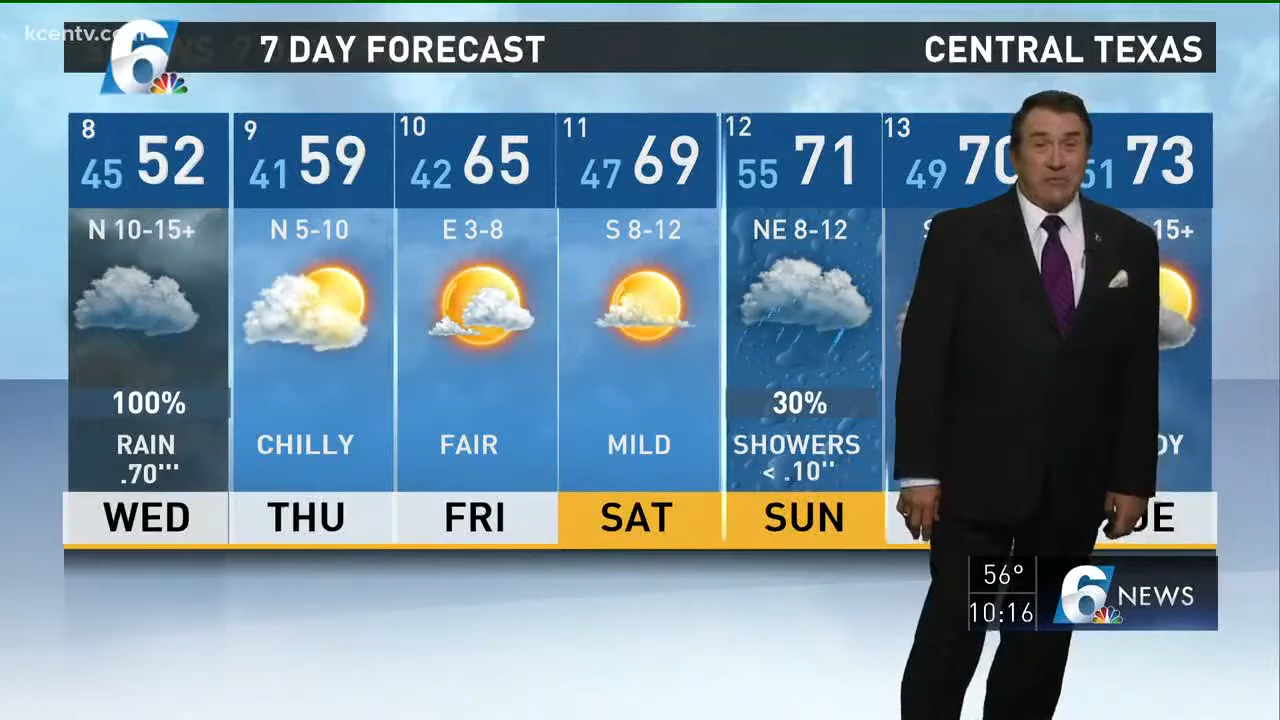 kcentv.com
6
7 DAY FORECAST
CENTRAL TEXAS
8 45 52
9 41 59
10 42 65
11 47 69
12 55 71
13 49 70
51 73
N 10-15+
N 5-10
E 3-8
S 8-12
NE 8-12
15+
100%
30%
RAIN
CHILLY
FAIR
MILD
SHOWERS
.70'''
< .10''
WED
THU
FRI
SAT
SUN
56°
10:16
6 NEWS